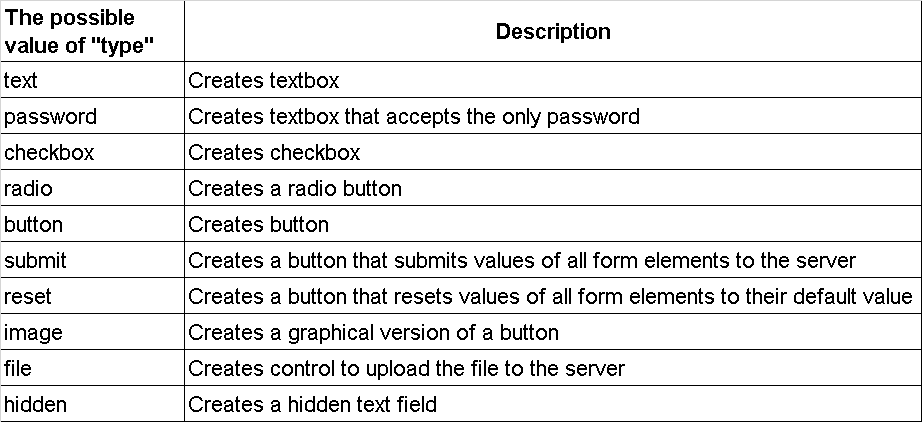 The possible
value of "type"
Description
text
Creates textbox
password
Creates textbox that accepts the only password
checkbox
Creates checkbox
radio
Creates a radio button
button
Creates button
submit
Creates a button that submits values of all form elements to the server
reset
Creates a button that resets values of all form elements to their default value
image
Creates a graphical version of a button
file
Creates control to upload the file to the server
hidden
Creates a hidden text field